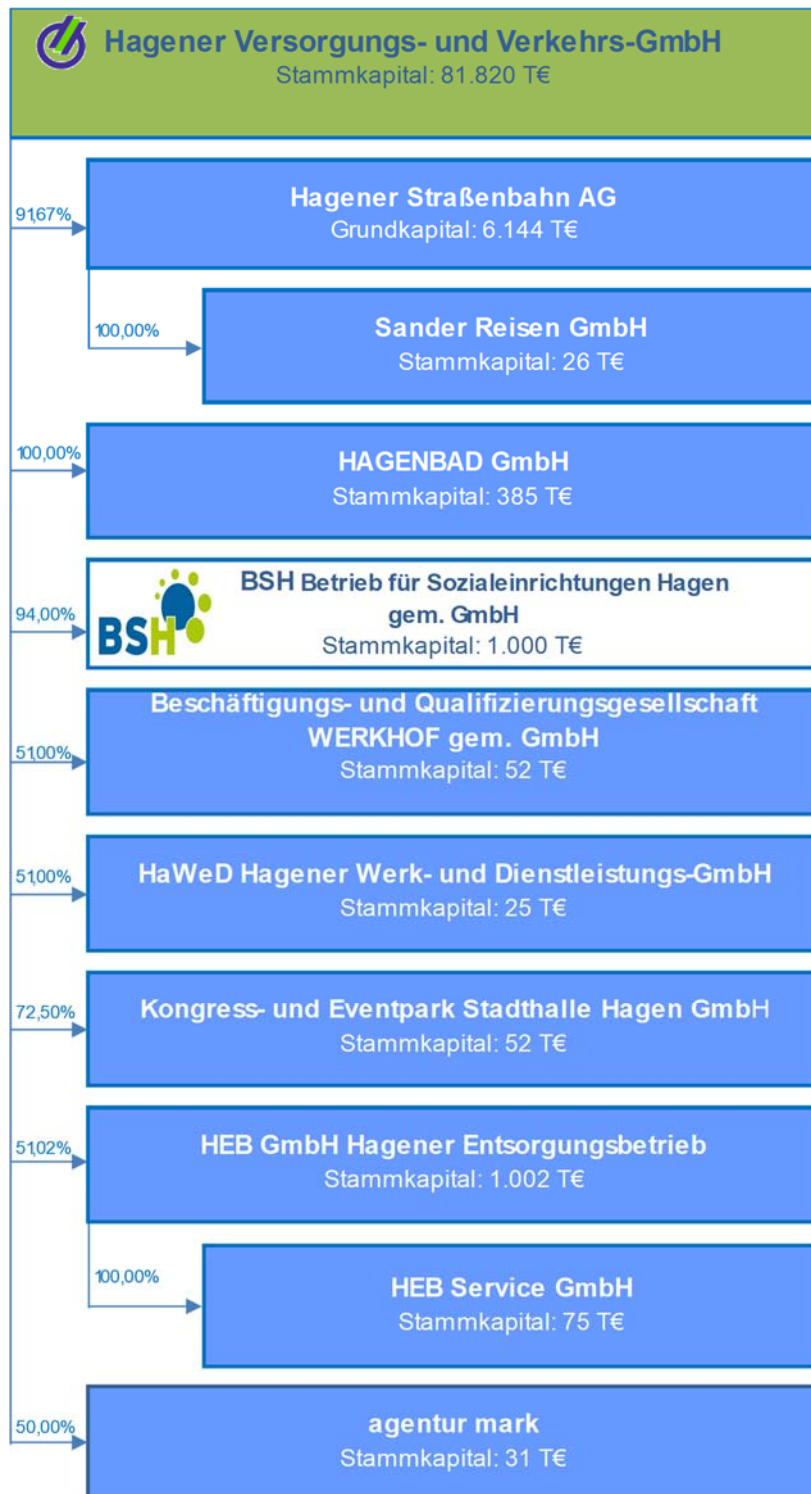 Hagener Versorgungs- und Verkehrs-GmbH
Stammkapital: 81.820 T€
91,67%
Hagener Straßenbahn AG
Grundkapital: 6.144 T€
100,00%
Sander Reisen GmbH
Stammkapital: 26 T€
100,00%
HAGENBAD GmbH
Stammkapital: 385 T€
94,00%
BSH
BSH Betrieb für Sozialeinrichtungen Hagen
gem. GmbH
Stammkapital: 1.000 T€
51,00%
Beschäftigungs- und Qualifizierungsgesellschaft
WERKHOF gem. GmbH
Stammkapital: 52 T€
51,00%
HaWeD Hagener Werk- und Dienstleistungs-GmbH
Stammkapital: 25 T€
72,50%
Kongress- und Eventpark Stadthalle Hagen GmbH
Stammkapital: 52 T€
51,02%
HEB GmbH Hagener Entsorgungsbetrieb
Stammkapital: 1.002 T€
100,00%
HEB Service GmbH
Stammkapital: 75 T€
50,00%
agentur mark
Stammkapital: 31 T€